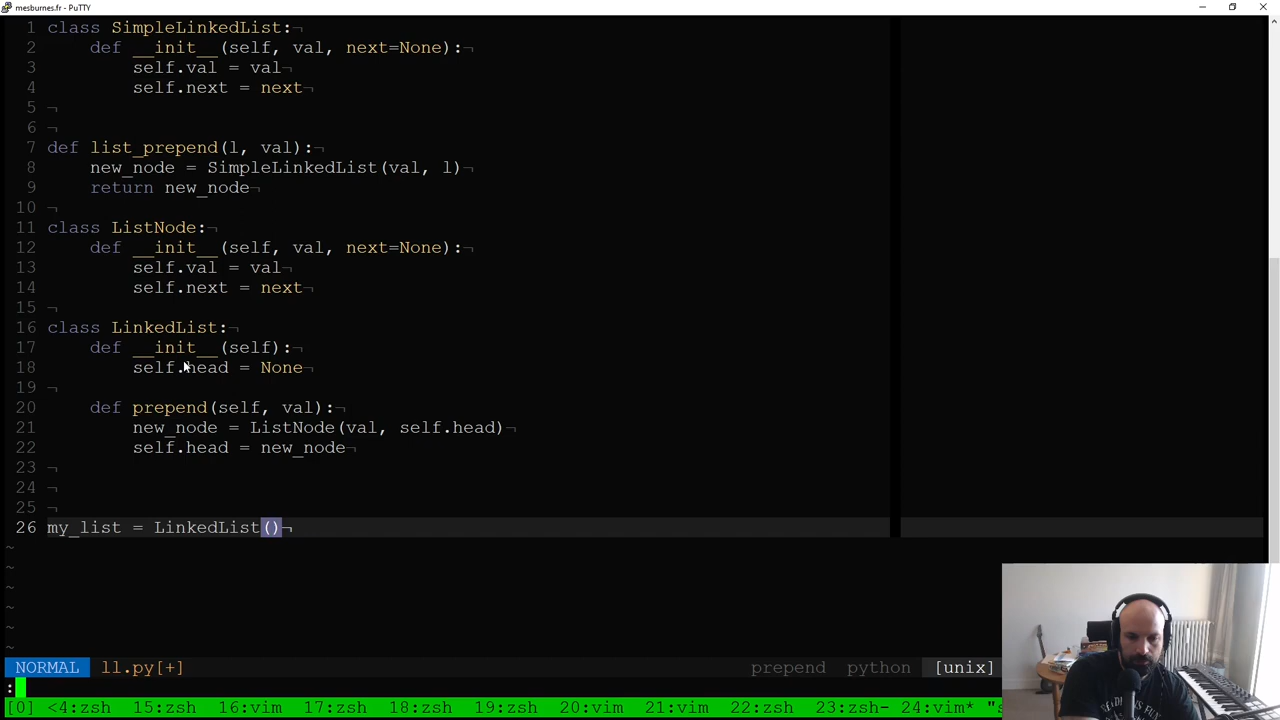 mesburnes.fr - PuTTY
1 class SimpleLinkedList:¬
2     def __init__(self, val, next=None):¬
3         self.val = val¬
4         self.next = next¬
5 ¬
6 ¬
7 def list_prepend(l, val):¬
8     new_node = SimpleLinkedList(val, l)¬
9     return new_node¬
10 ¬
11 class ListNode:¬
12     def __init__(self, val, next=None):¬
13         self.val = val¬
14         self.next = next¬
15 ¬
16 class LinkedList:¬
17     def __init__(self):¬
18         self.head = None¬
19 ¬
20     def prepend(self, val):¬
21         new_node = ListNode(val, self.head)¬
22         self.head = new_node¬
23 ¬
24 ¬
25 ¬
26 my_list = LinkedList()¬
~
~
~
~
~
NORMAL ll.py[+] prepend python [unix]
:
[0] <4:zsh 15:zsh 16:vim 17:zsh 18:zsh 19:zsh 20:vim 21:vim 22:zsh 23:zsh- 24:vim* "s